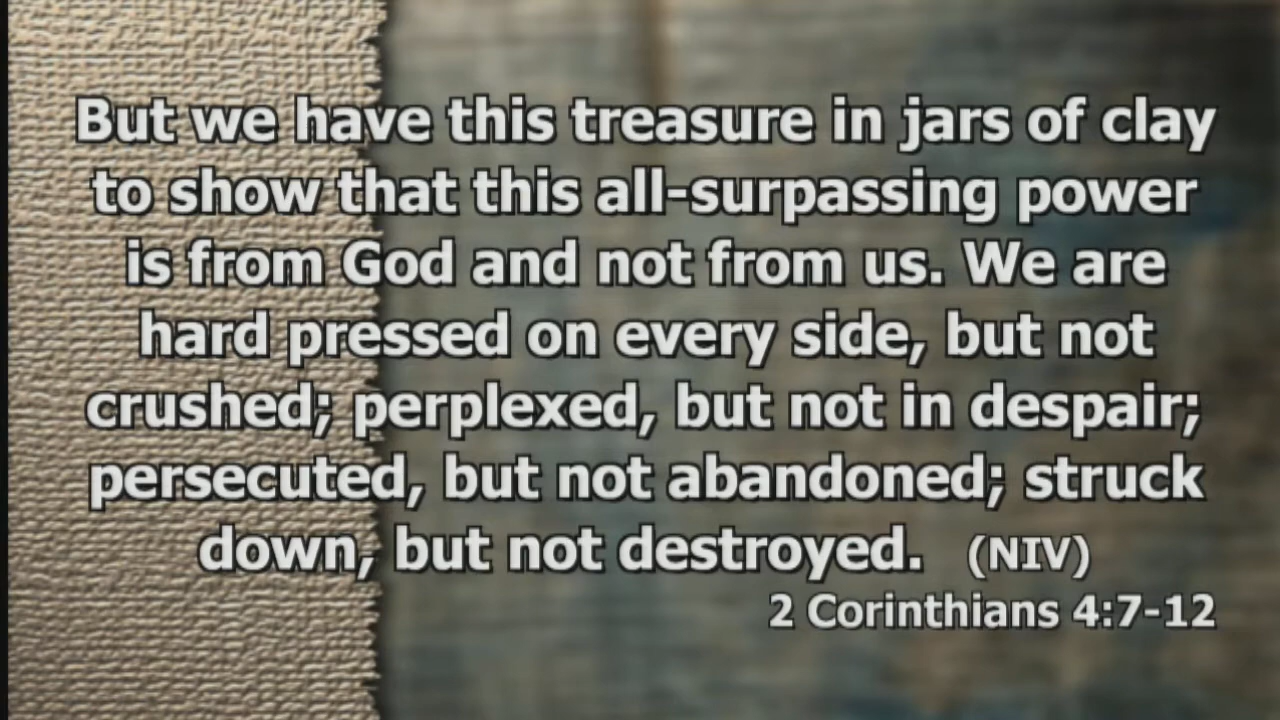 But we have this treasure in jars of clay
to show that this all-surpassing power
is from God and not from us. We are
hard pressed on every side, but not
crushed; perplexed, but not in despair;
persecuted, but not abandoned; struck
down, but not destroyed. (NIV)
2 Corinthians 4:7-12